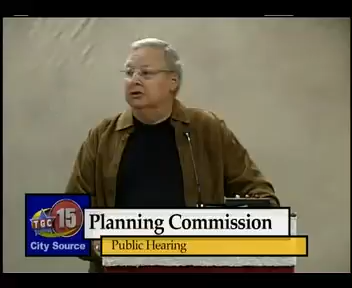 TGC 15
City Source
Planning Commission
Public Hearing